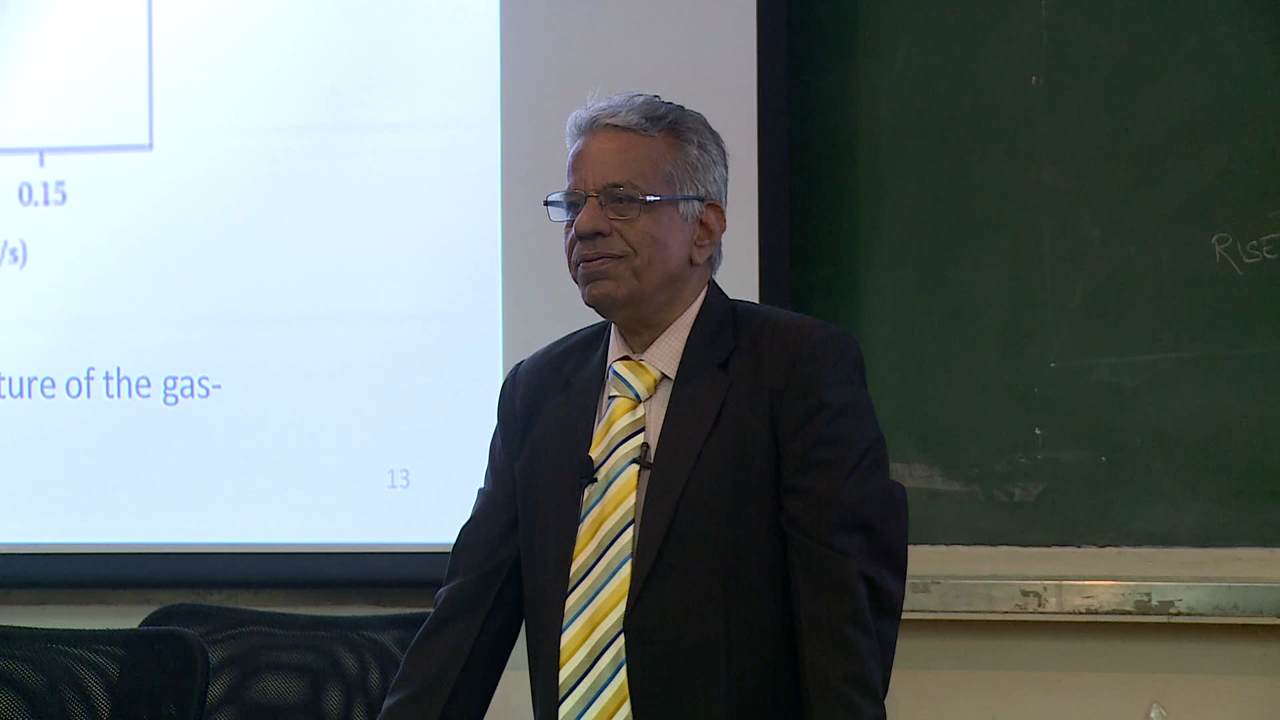 0.15
/s)
ture of the gas-
13
RISE